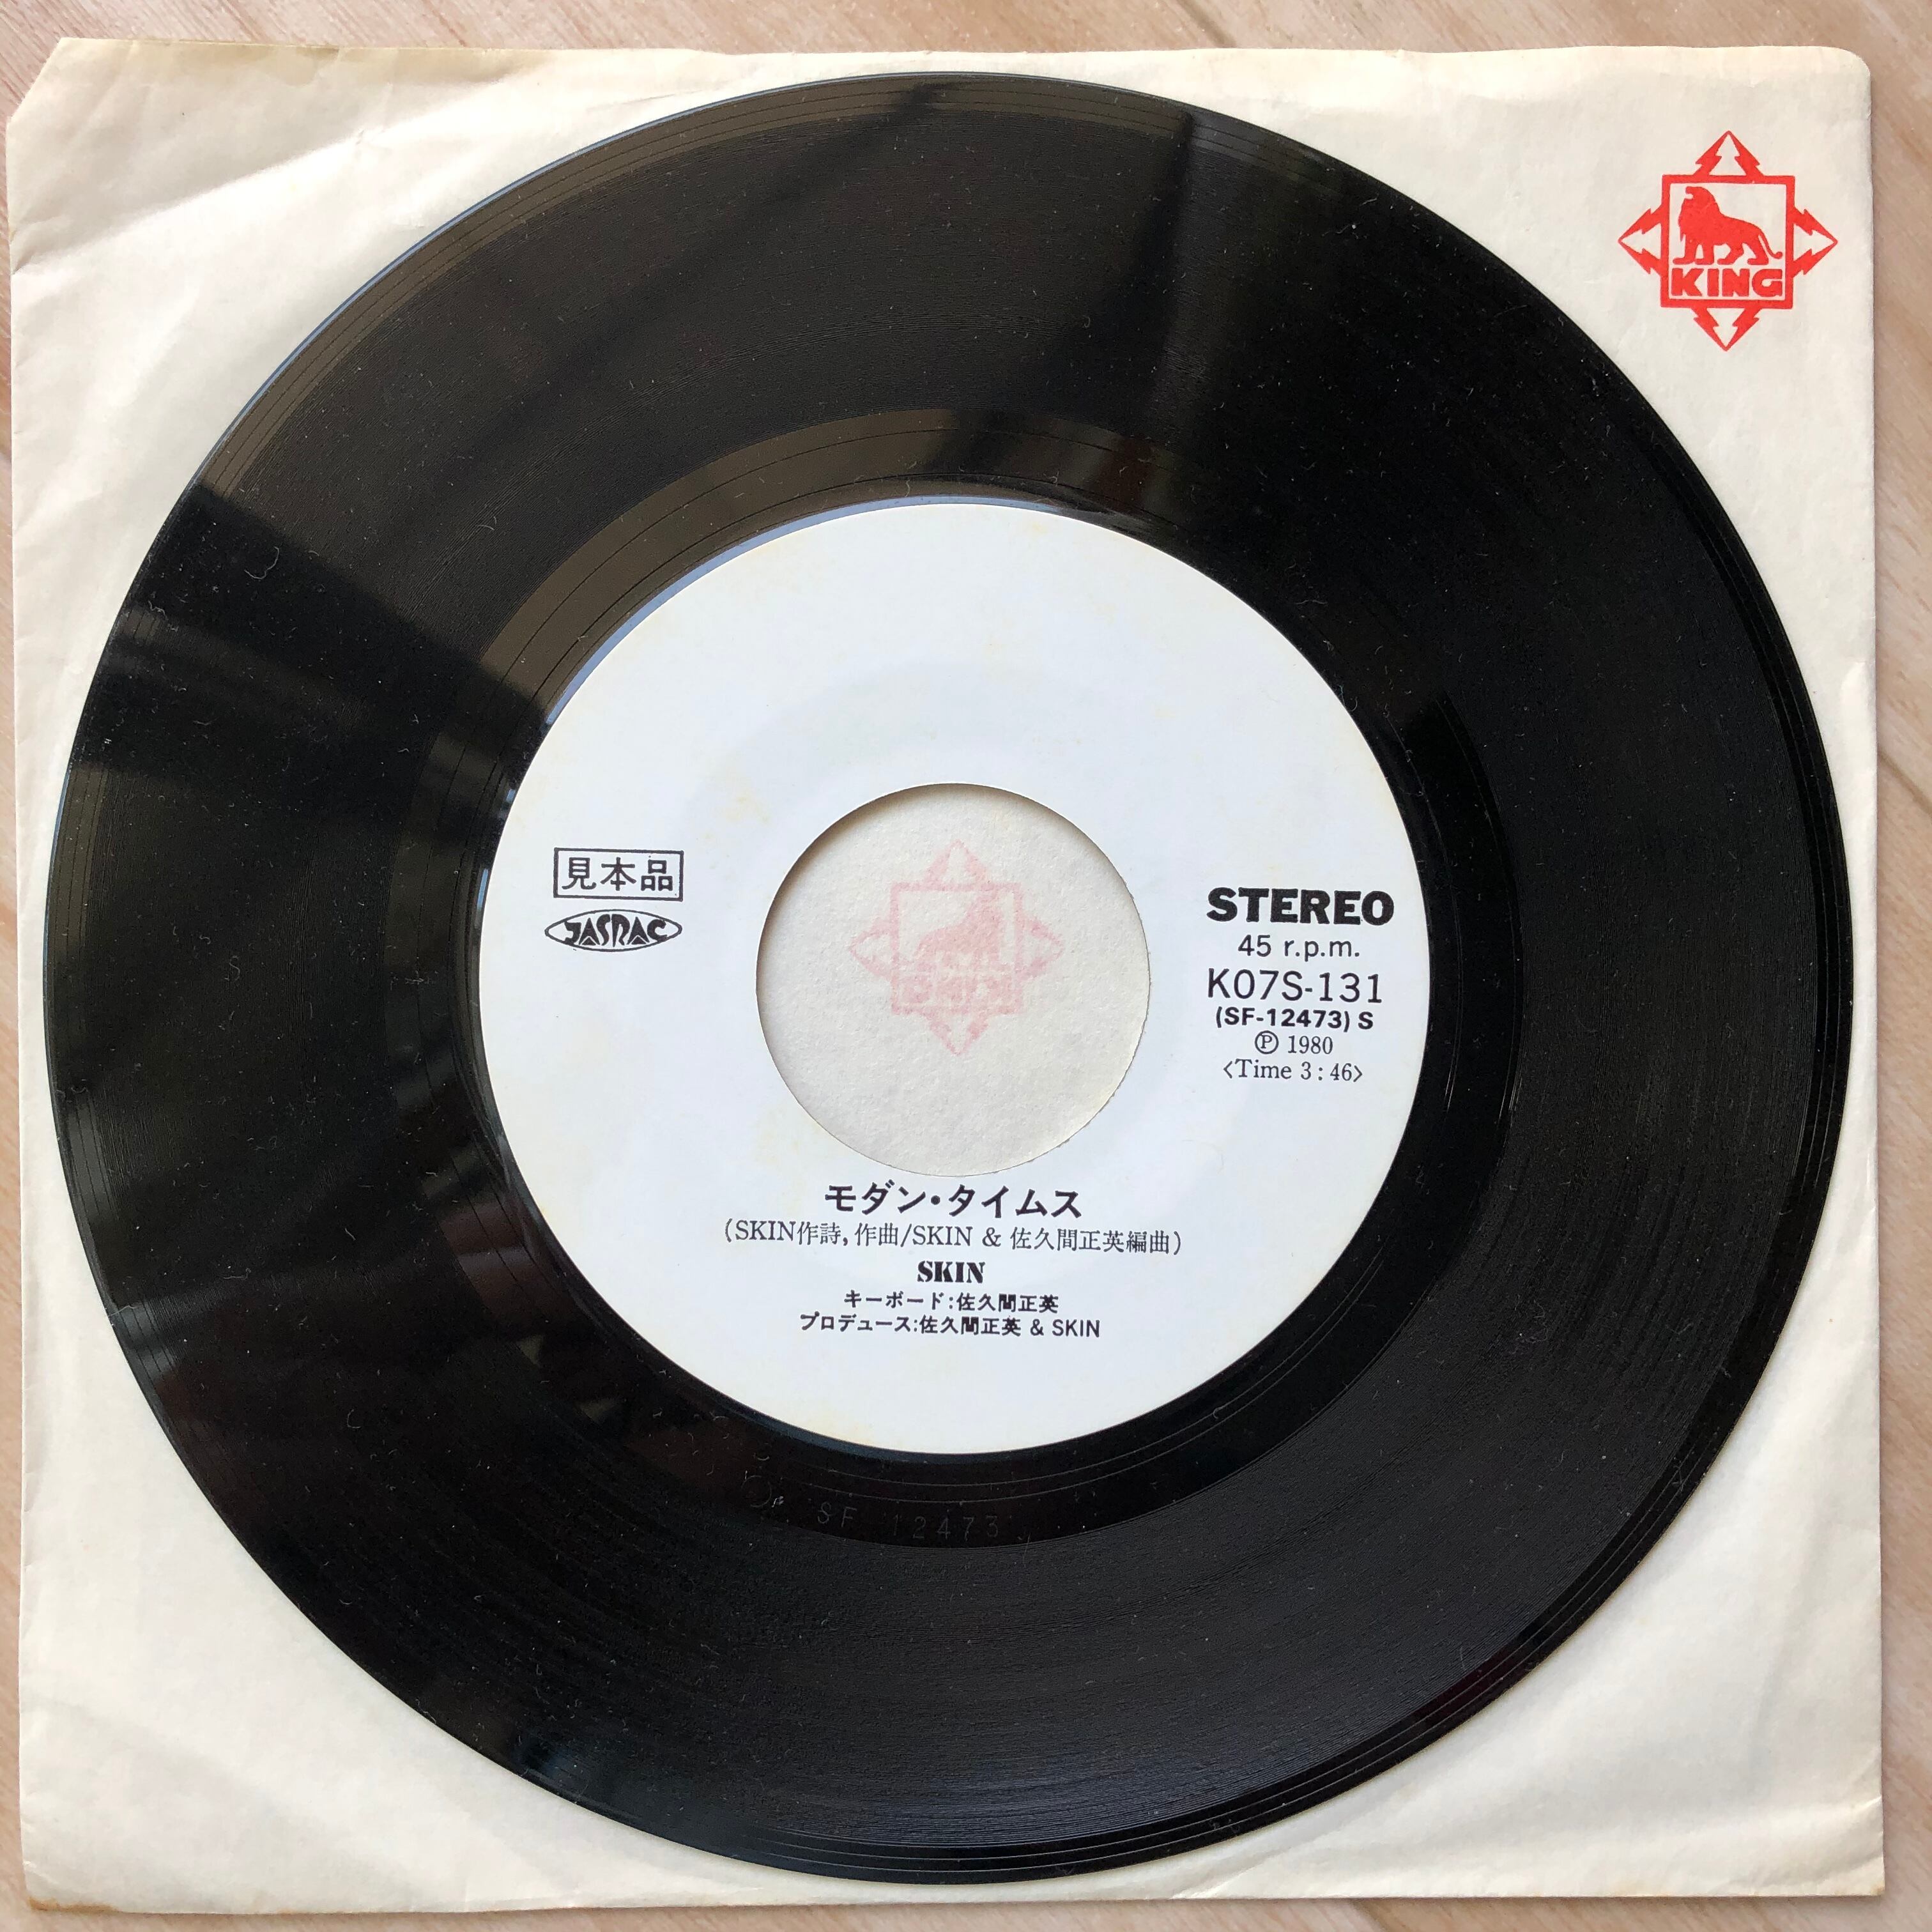 KING
見本品
JASRAC
STEREO
45 r.p.m.
K07S-131
(SF-12473) S
Ⓟ 1980
〈Time 3:46〉
モダン・タイムス
(SKIN作詩, 作曲/SKIN & 佐久間正英編曲)
SKIN
キーボード:佐久間正英
プロデュース:佐久間正英 & SKIN
SF 12473